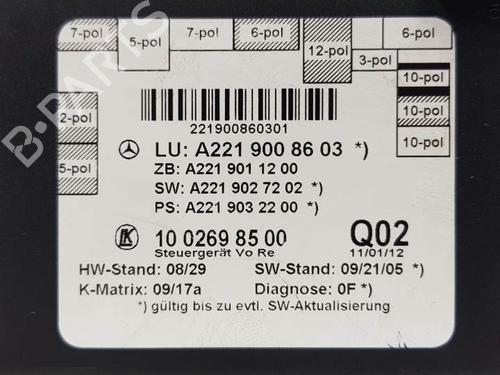 7-pol
5-pol
7-pol
6-pol
12-pol
3-pol
6-pol
10-pol
10-pol
10-pol
2-pol
5-pol
221900860301
LU: A221 900 86 03 *)
ZB: A221 901 12 00
SW: A221 902 72 02 *)
PS: A221 903 22 00 *)
10 0269 85 00
Q02
Steuergerät Vo Re
11/01/12
HW-Stand: 08/29
SW-Stand: 09/21/05 *)
K-Matrix: 09/17a
Diagnose: 0F *)
*) gültig bis zu evtl. SW-Aktualisierung
B-PARTS